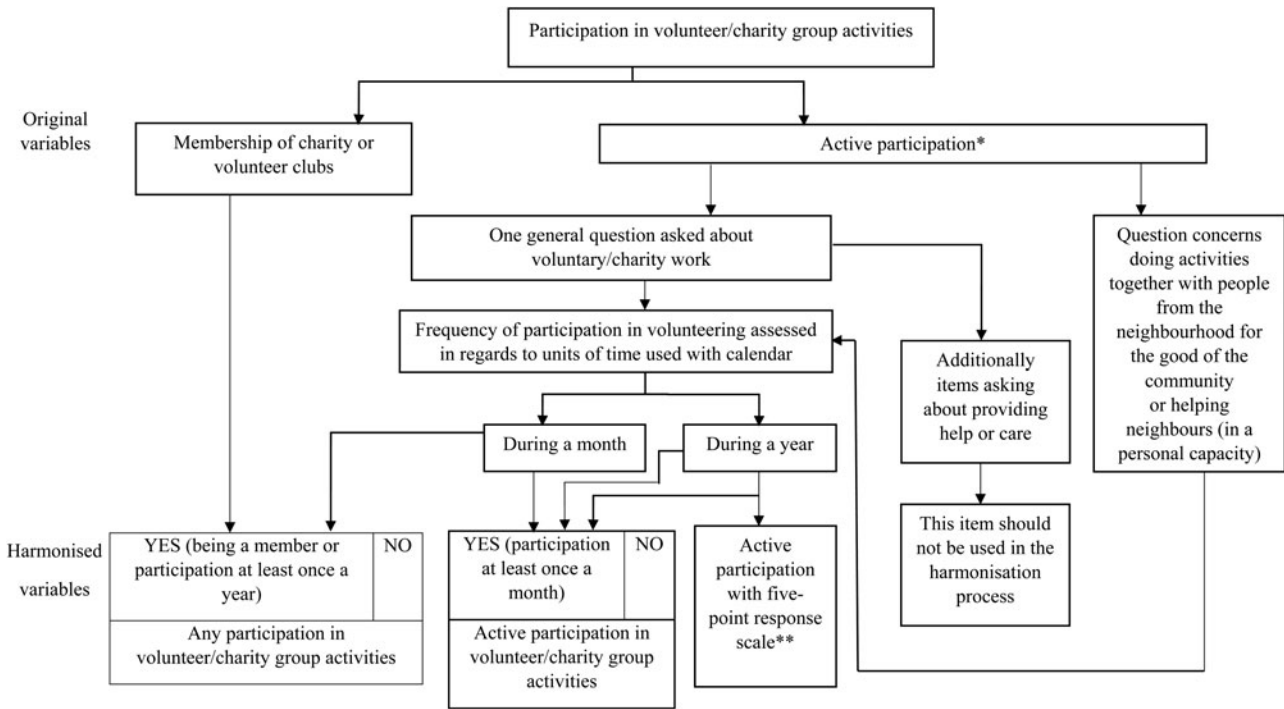 Participation in volunteer/charity group activities
Original
variables
Membership of charity or
volunteer clubs
Active participation*
One general question asked about
voluntary/charity work
Question concerns
doing activities
together with people
from the
neighbourhood for
the good of the
community
or helping
neighbours (in a
personal capacity)
Frequency of participation in volunteering assessed
in regards to units of time used with calendar
Additionally
items asking
about providing
help or care
During a month
During a year
Harmonised
variables
YES (being a member or
participation at least once a
year)
NO
Any participation in
volunteer/charity group activities
YES (participation
at least once a
month)
NO
Active participation in
volunteer/charity group
activities
Active
participation
with five-
point response
scale**
This item should
not be used in the
harmonisation
process